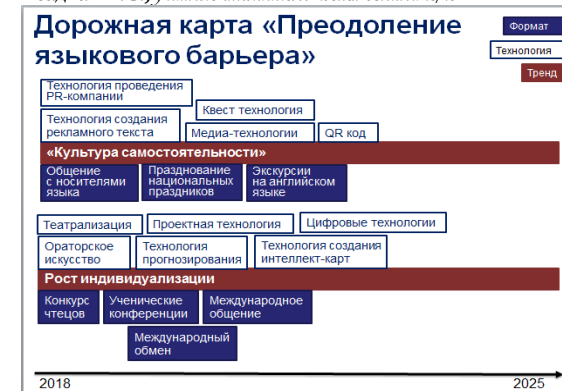 Дорожная карта «Преодоление
языкового барьера»
Формат
Технология
Тренд
Технология проведения
PR-компании
Квест технология
Технология создания
рекламного текста
Медиа-технологии
QR код
«Культура самостоятельности»
Общение
с носителями
языка
Празднование
национальных
праздников
Экскурсии
на английском
языке
Театрализация
Проектная технология
Цифровые технологии
Ораторское
искусство
Технология
прогнозирования
Технология создания
интеллект-карт
Рост индивидуализации
Конкурс
чтецов
Ученические
конференции
Международное
общение
Международный
обмен
2018
2025